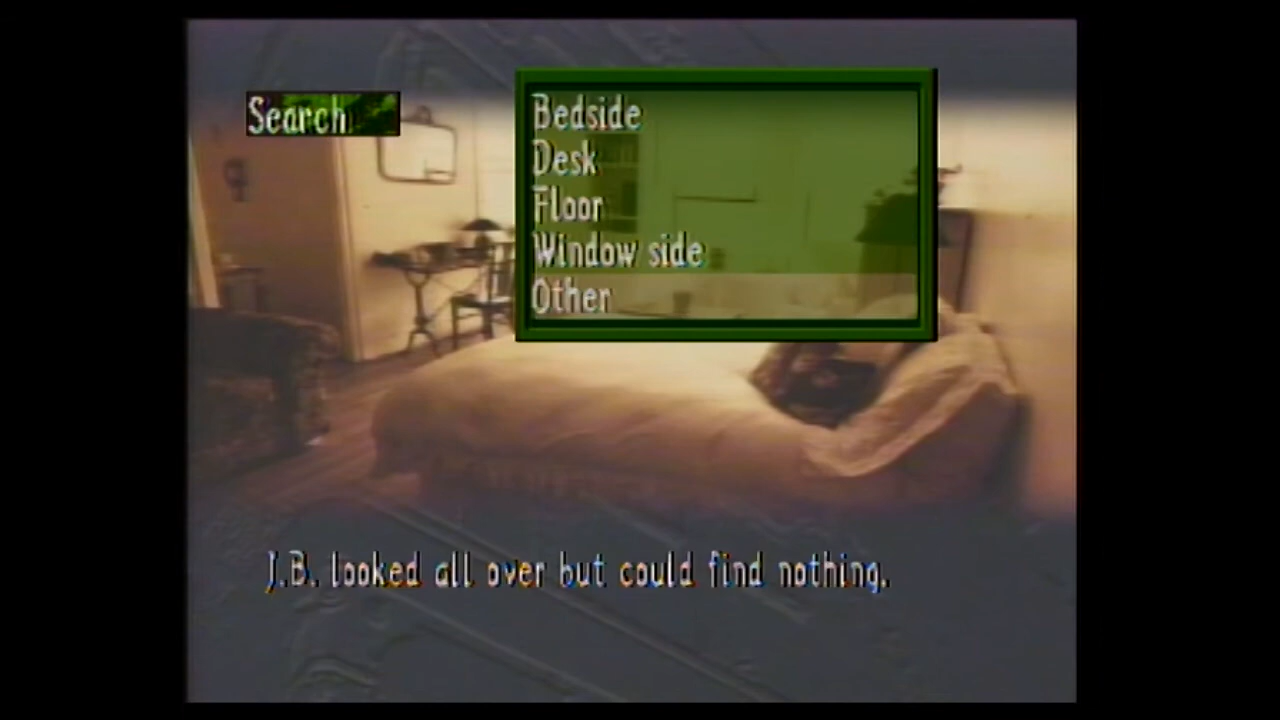 Search
Bedside
Desk
Floor
Window side
Other
J.B. looked all over but could find nothing.